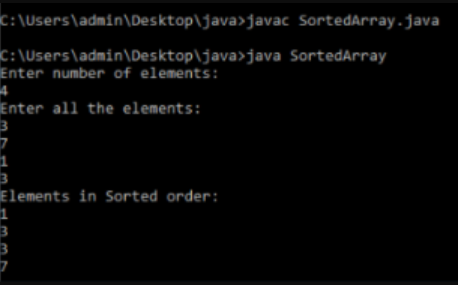 C:\Users\admin\Desktop\java>javac SortedArray.java
C:\Users\admin\Desktop\java>java SortedArray
Enter number of elements:
4
Enter all the elements:
3
7
1
3
Elements in Sorted order:
1
3
3
7